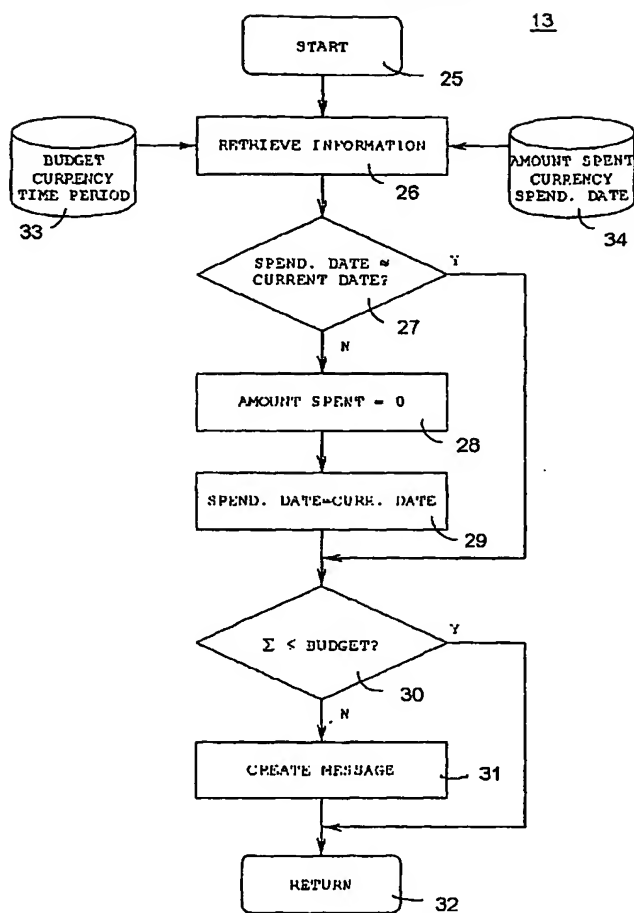 13
START
25
BUDGET
CURRENCY
TIME PERIOD
33
RETRIEVE INFORMATION
26
AMOUNT SPENT
CURRENCY
SPEND. DATE
34
SPEND. DATE =
CURRENT DATE?
27
Y
N
AMOUNT SPENT = 0
28
SPEND. DATE=CURR. DATE
29
Σ < BUDGET?
30
Y
N
CREATE MESSAGE
31
RETURN
32